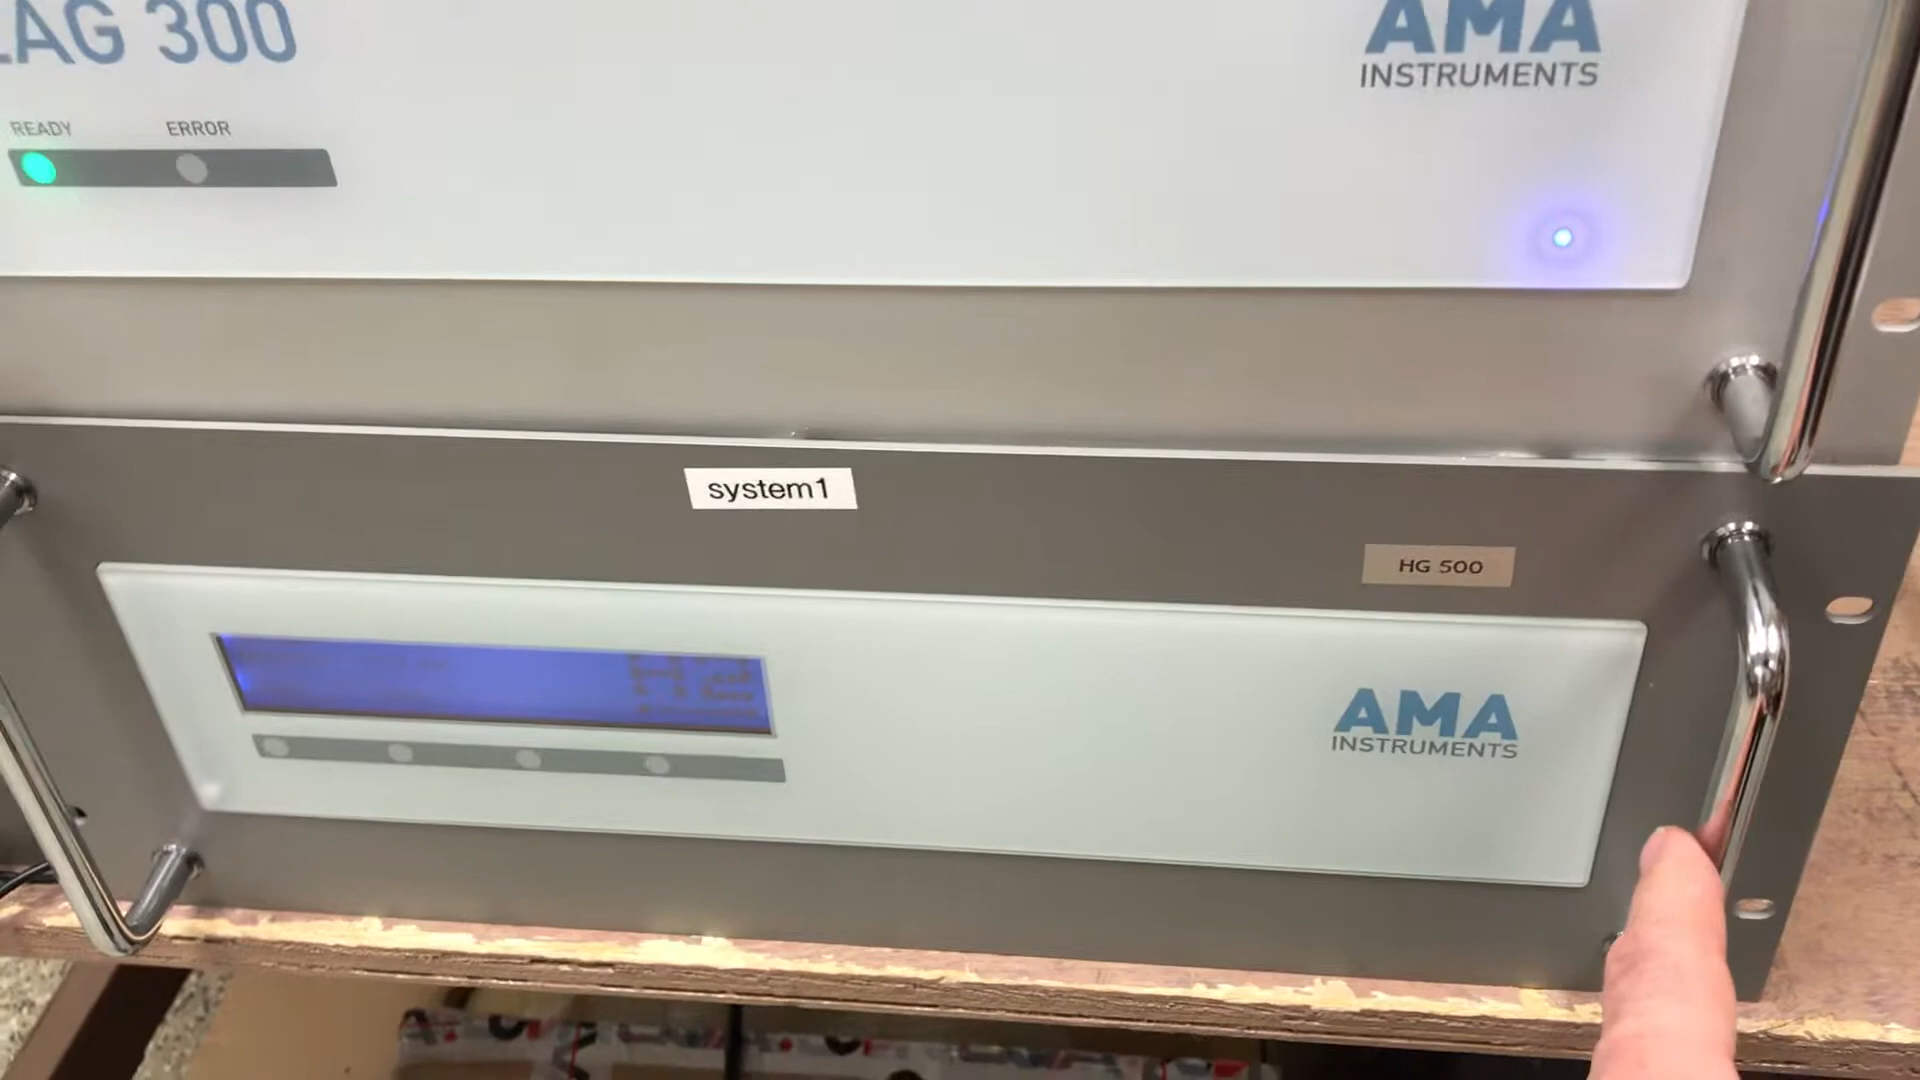 AG 300
AMA
INSTRUMENTS
READY
ERROR
system1
HG 500
H2
AMA
INSTRUMENTS